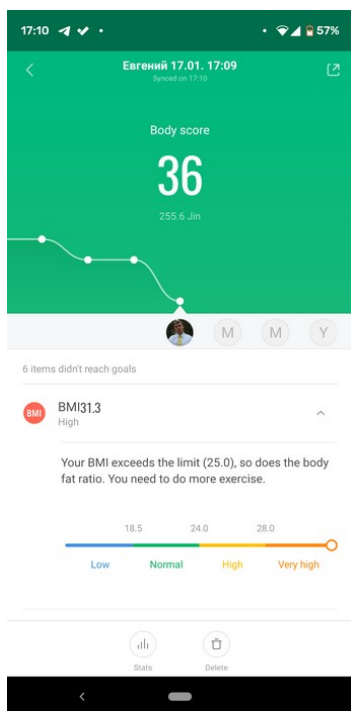 17:10
57%
Евгений 17.01. 17:09
Synced on 17:10
Body score
36
255.6 Jin
M M Y
6 items didn't reach goals
BMI
BMI31.3
High
Your BMI exceeds the limit (25.0), so does the body
fat ratio. You need to do more exercise.
18.5 24.0 28.0
Low Normal High Very high
Stats Delete